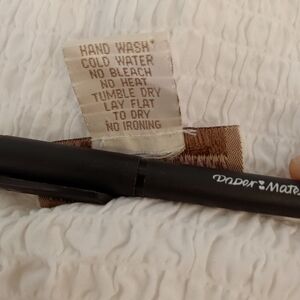 HAND WASH
COLD WATER
NO BLEACH
NO HEAT
TUMBLE DRY
LAY FLAT
TO DRY
NO IRONING
Paper:Mate